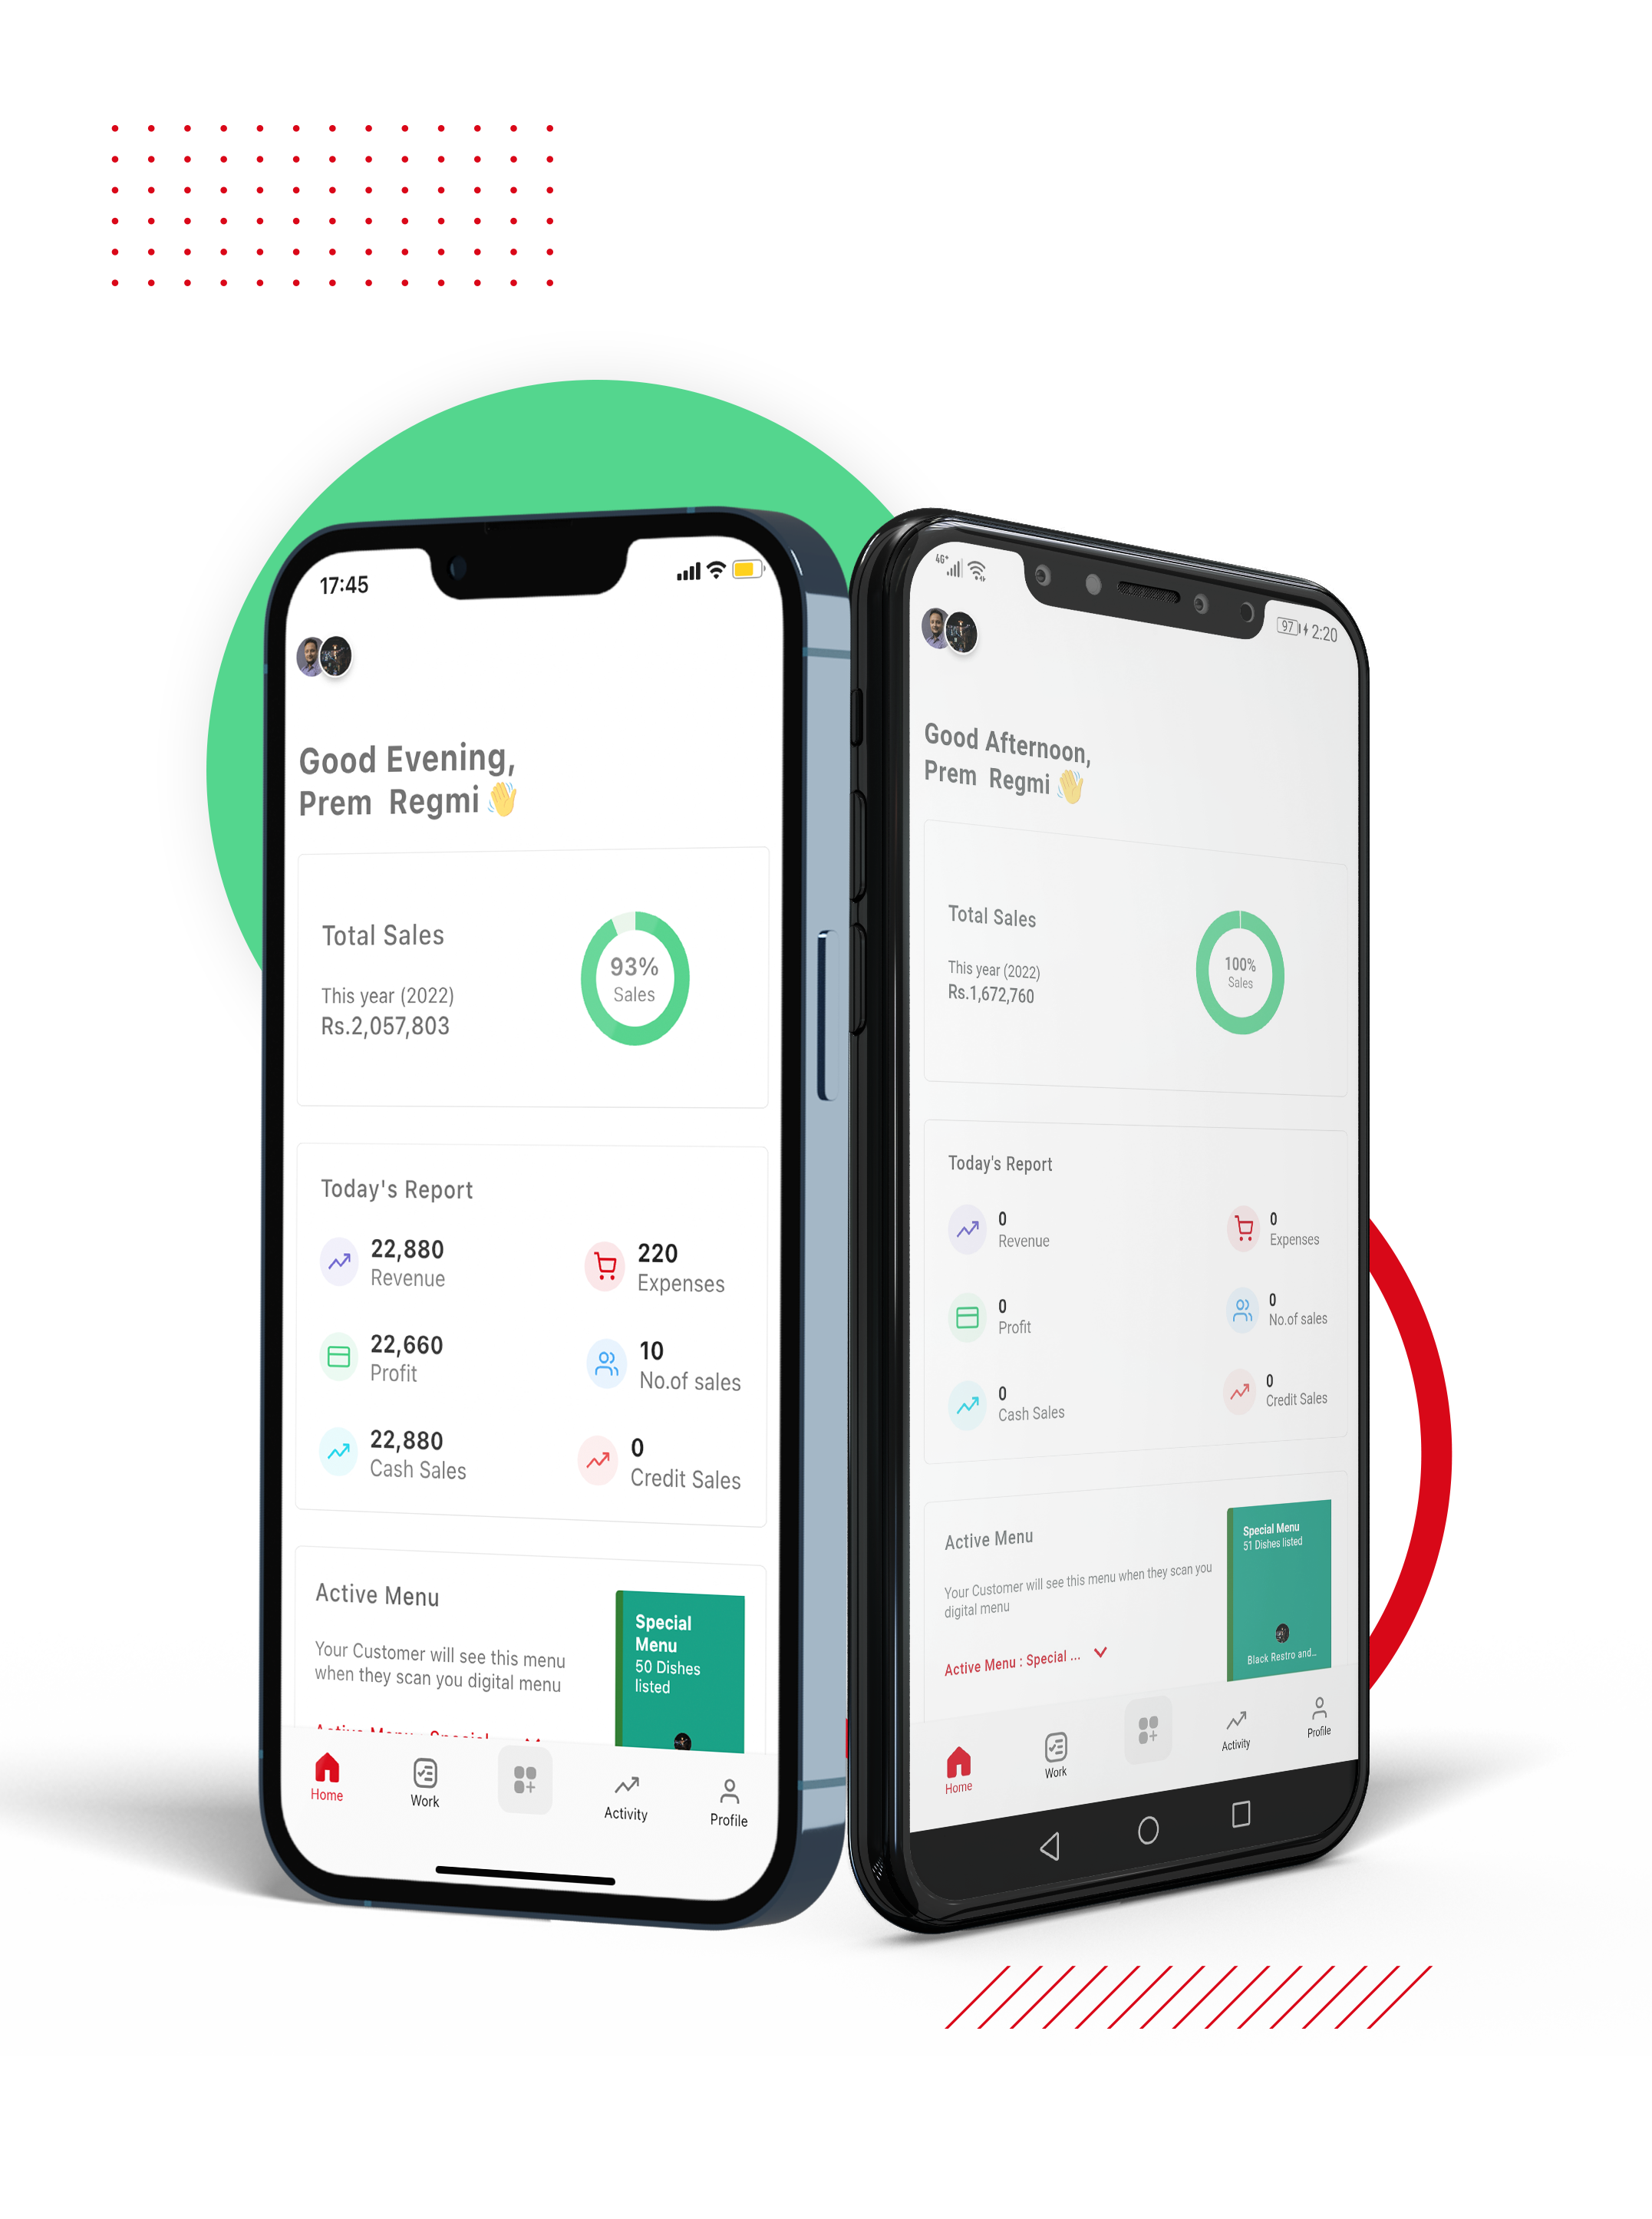 17:45
Good Evening,
Prem Regmi 👋
Total Sales
This year (2022)
Rs.2,057,803
93%
Sales
Today's Report
22,880
Revenue
220
Expenses
22,660
Profit
10
No.of sales
22,880
Cash Sales
0
Credit Sales
Active Menu
Your Customer will see this menu
when they scan you digital menu
Active Menu : Special
Special
Menu
50 Dishes
listed
Home
Work
Activity
Profile
4G+
97
2:20
Good Afternoon,
Prem Regmi 👋
Total Sales
This year (2022)
Rs.1,672,760
100%
Sales
Today's Report
0
Revenue
0
Expenses
0
Profit
0
No.of sales
0
Cash Sales
0
Credit Sales
Active Menu
Your Customer will see this menu when they scan you
digital menu
Active Menu : Special ...
Special Menu
51 Dishes listed
Black Restro and...
Home
Work
Activity
Profile